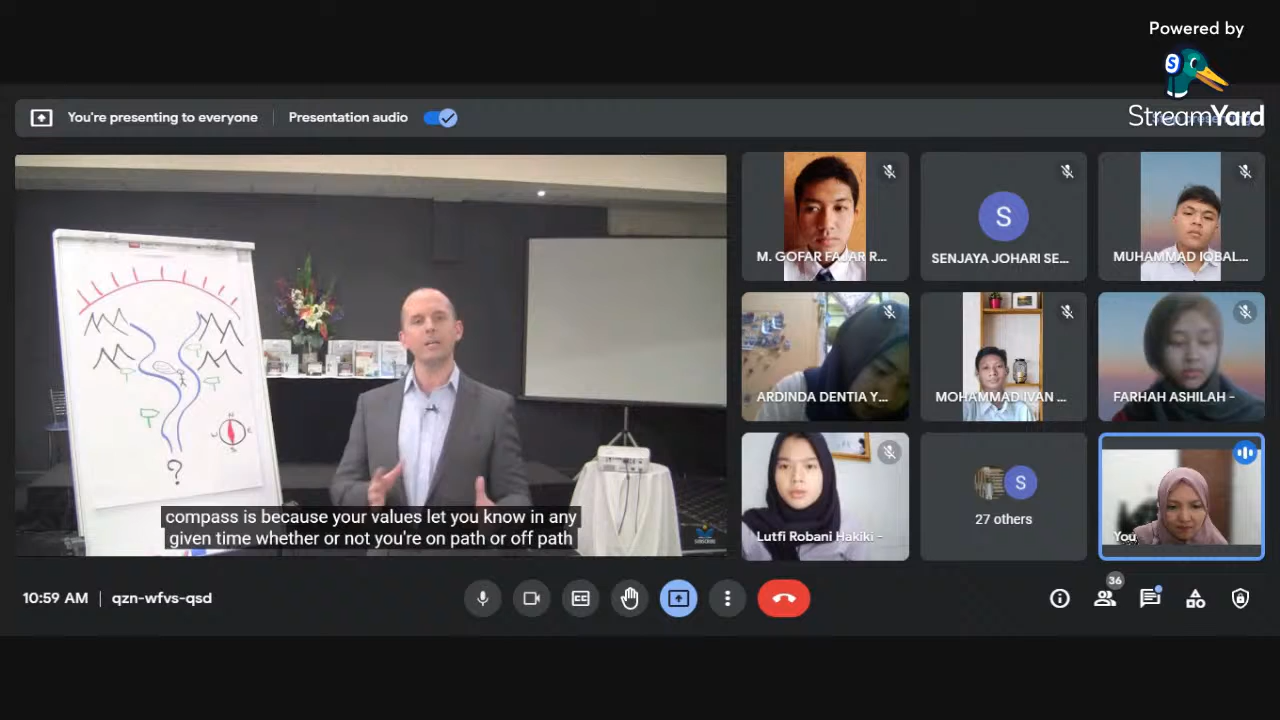 Powered by
StreamYard
You're presenting to everyone
Presentation audio
N
E
S
W
?
compass is because your values let you know in any
given time whether or not you're on path or off path
SUBSCRIBE
M. GOFAR FAJAR R...
S
SENJAYA JOHARI SE...
MUHAMMAD IQBAL...
ARDINDA DENTIA Y...
MOHAMMAD IVAN ...
FARHAH ASHILAH -
Lutfi Robani Hakiki -
S
27 others
You
10:59 AM | qzn-wfvs-qsd
36